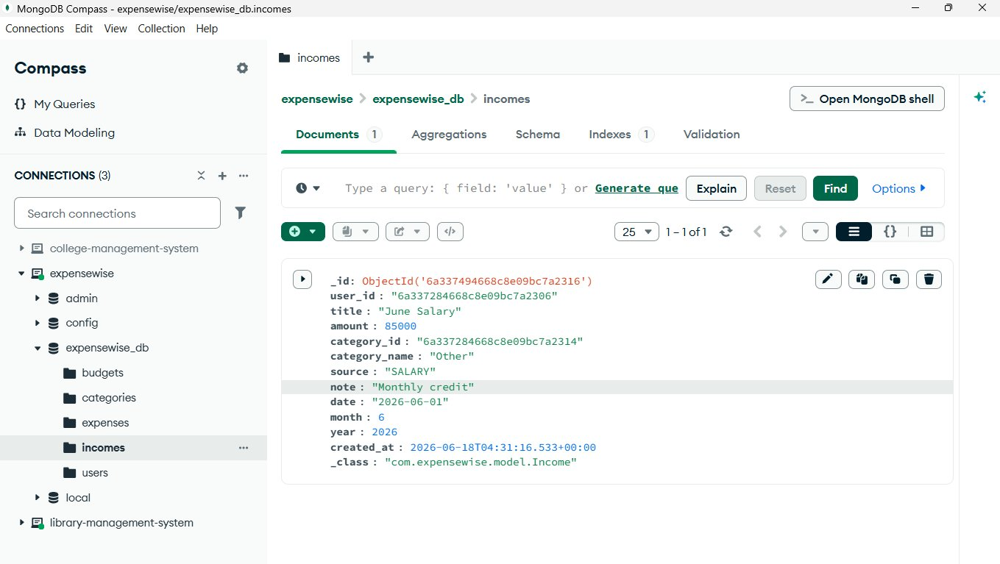 MongoDB Compass - expensewise/expensewise_db.incomes
Connections Edit View Collection Help
Compass
{} My Queries
Data Modeling
CONNECTIONS (3)
Search connections
college-management-system
expensewise
admin
config
expensewise_db
budgets
categories
expenses
incomes
users
local
library-management-system
incomes
expensewise > expensewise_db > incomes
>_ Open MongoDB shell
Documents 1 Aggregations Schema Indexes 1 Validation
Type a query: { field: 'value' } or Generate que Explain Reset Find Options
</> 25 1 – 1 of 1 {}
_id: ObjectId('6a337494668c8e09bc7a2316')
user_id : "6a337284668c8e09bc7a2306"
title : "June Salary"
amount : 85000
category_id : "6a337284668c8e09bc7a2314"
category_name : "Other"
source : "SALARY"
note : "Monthly credit"
date : "2026-06-01"
month : 6
year : 2026
created_at : 2026-06-18T04:31:16.533+00:00
_class : "com.expensewise.model.Income"